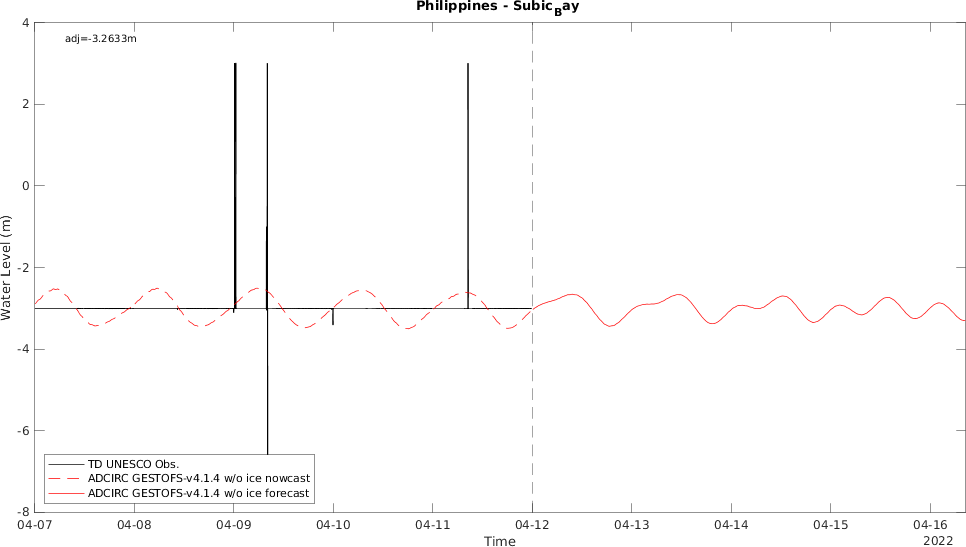 Philippines - Subic_Bay
adj=-3.2633m
4
2
0
-2
-4
-6
-8
Water Level (m)
TD UNESCO Obs.
ADCIRC GESTOFS-v4.1.4 w/o ice nowcast
ADCIRC GESTOFS-v4.1.4 w/o ice forecast
04-07 04-08 04-09 04-10 04-11 04-12 04-13 04-14 04-15 04-16
Time
2022